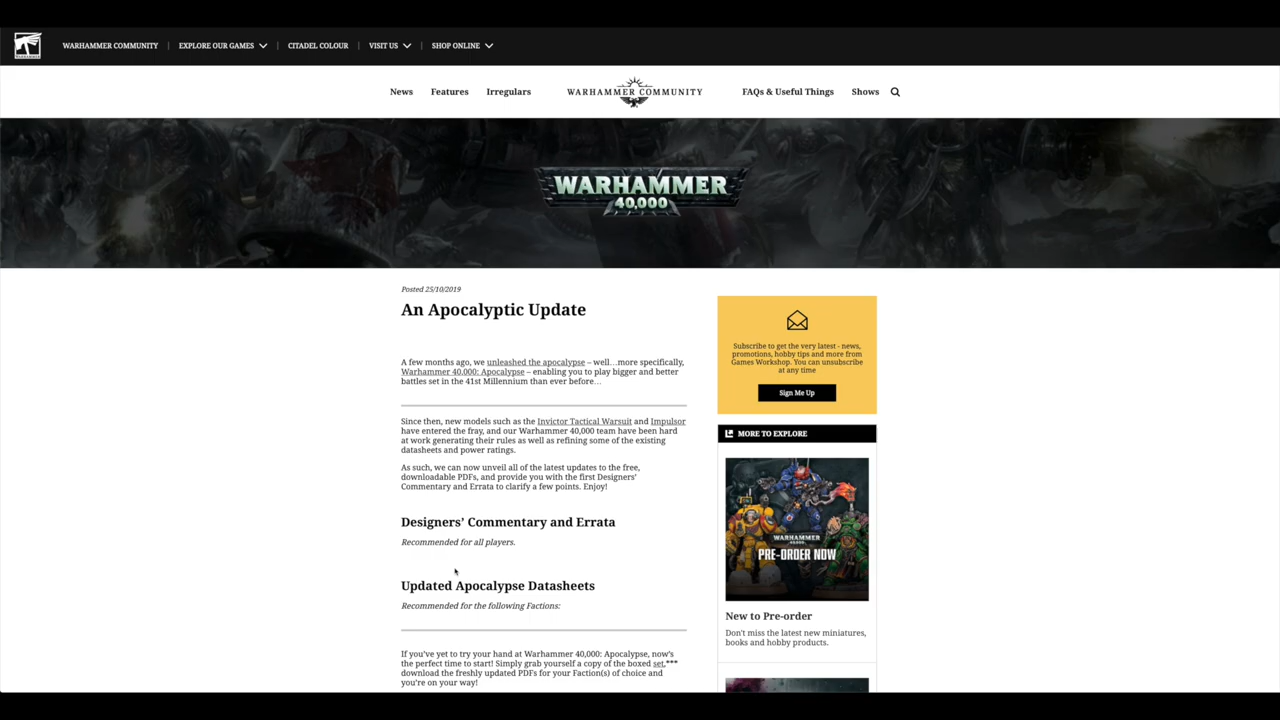 WARHAMMER COMMUNITY | EXPLORE OUR GAMES | CITADEL COLOUR | VISIT US | SHOP ONLINE
News Features Irregulars WARHAMMER COMMUNITY FAQs & Useful Things Shows
WARHAMMER
40,000
Posted 25/10/2019
An Apocalyptic Update
A few months ago, we unleashed the apocalypse – well…more specifically,
Warhammer 40,000: Apocalypse – enabling you to play bigger and better
battles set in the 41st Millennium than ever before…
Since then, new models such as the Invictor Tactical Warsuit and Impulsor
have entered the fray, and our Warhammer 40,000 team have been hard
at work generating their rules as well as refining some of the existing
datasheets and power ratings.
As such, we can now unveil all of the latest updates to the free,
downloadable PDFs, and provide you with the first Designers’
Commentary and Errata to clarify a few points. Enjoy!
Designers’ Commentary and Errata
Recommended for all players.
Updated Apocalypse Datasheets
Recommended for the following Factions:
If you’ve yet to try your hand at Warhammer 40,000: Apocalypse, now’s
the perfect time to start! Simply grab yourself a copy of the boxed set,***
download the freshly updated PDFs for your Faction(s) of choice and
you’re on your way!
Subscribe to get the very latest - news,
promotions, hobby tips and more from
Games Workshop. You can unsubscribe
at any time
Sign Me Up
MORE TO EXPLORE
WARHAMMER
40,000
PRE-ORDER NOW
New to Pre-order
Don't miss the latest new miniatures,
books and hobby products.